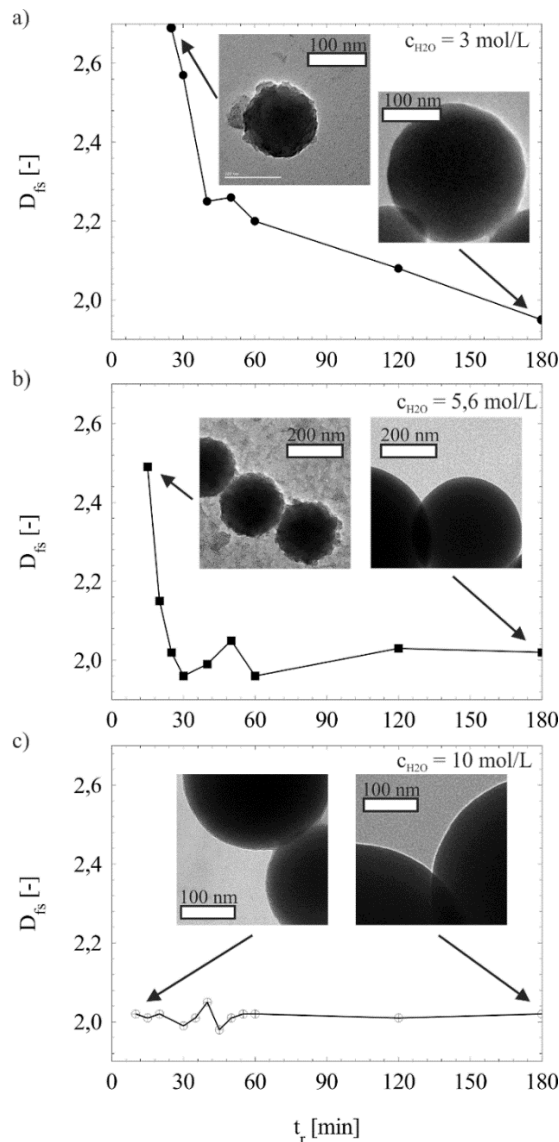 a)
c_H2O = 3 mol/L
100 nm
100 nm
D_fs [-]
2,6
2,4
2,2
2,0
0 30 60 90 120 150 180
b)
c_H2O = 5,6 mol/L
200 nm
200 nm
D_fs [-]
2,6
2,4
2,2
2,0
0 30 60 90 120 150 180
c)
c_H2O = 10 mol/L
100 nm
100 nm
D_fs [-]
2,6
2,4
2,2
2,0
0 30 60 90 120 150 180
t_r [min]